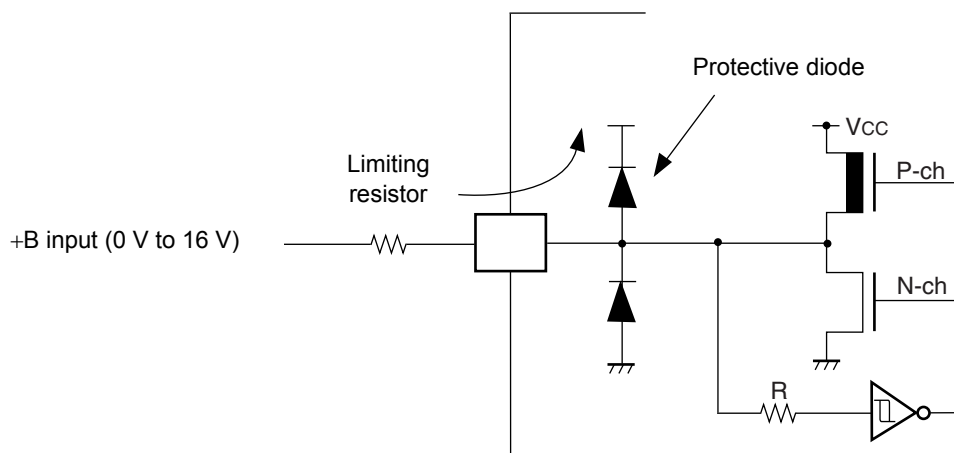 Protective diode
VCC
Limiting
resistor
P-ch
+B input (0 V to 16 V)
N-ch
R